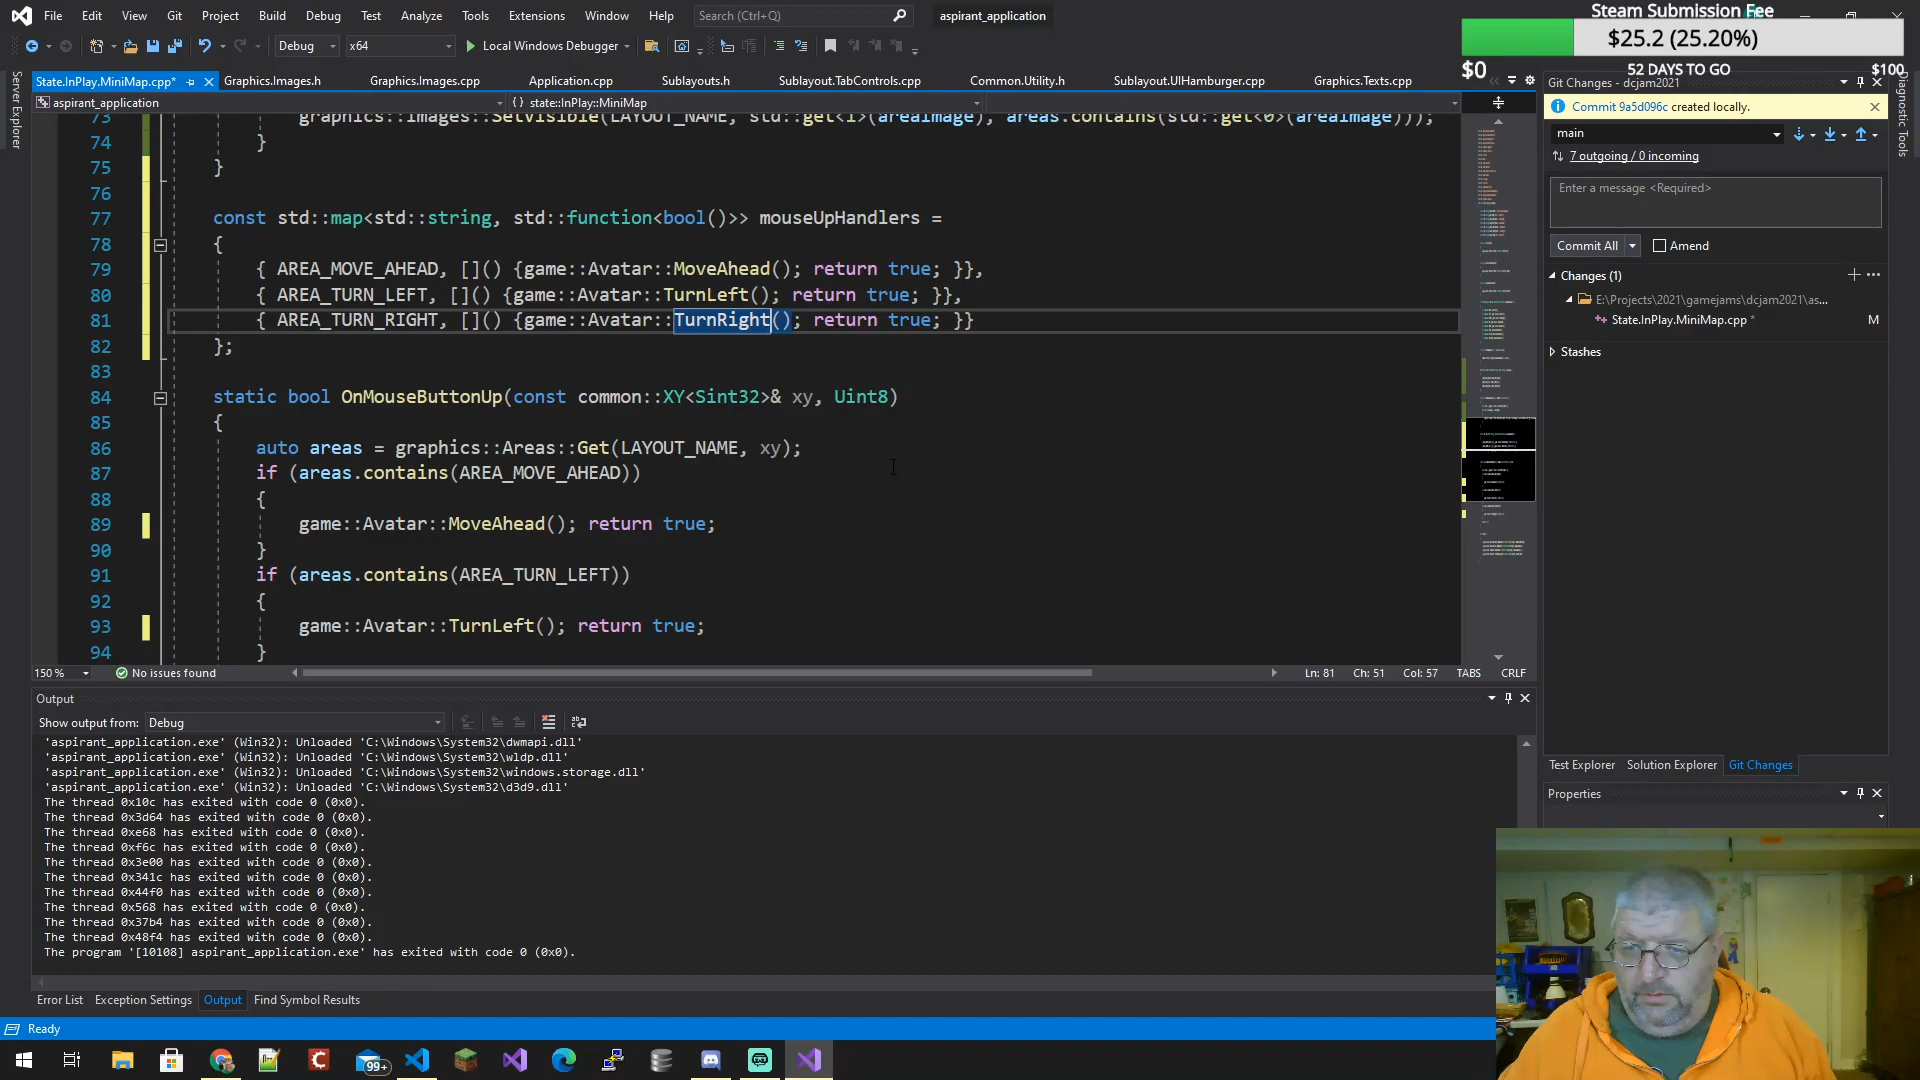 File Edit View Git Project Build Debug Test Analyze Tools Extensions Window Help Search (Ctrl+Q) aspirant_application
Steam Submission Fee
$25.2 (25.20%)
$0 52 DAYS TO GO $100
Debug x64 Local Windows Debugger
State.InPlay.MiniMap.cpp* Graphics.Images.h Graphics.Images.cpp Application.cpp Sublayouts.h Sublayout.TabControls.cpp Common.Utility.h Sublayout.UIHamburger.cpp Graphics.Texts.cpp
aspirant_application {} state::InPlay::MiniMap
Server Explorer
Diagnostic Tools
73 graphics::Images::SetVisible(LAYOUT_NAME, std::get<1>(areaImage), areas.contains(std::get<0>(areaImage)));
74 }
75 }
76
77 const std::map<std::string, std::function<bool()>> mouseUpHandlers =
78 {
79 { AREA_MOVE_AHEAD, []() {game::Avatar::MoveAhead(); return true; }},
80 { AREA_TURN_LEFT, []() {game::Avatar::TurnLeft(); return true; }},
81 { AREA_TURN_RIGHT, []() {game::Avatar::TurnRight(); return true; }}
82 };
83
84 static bool OnMouseButtonUp(const common::XY<Sint32>& xy, Uint8)
85 {
86 auto areas = graphics::Areas::Get(LAYOUT_NAME, xy);
87 if (areas.contains(AREA_MOVE_AHEAD))
88 {
89 game::Avatar::MoveAhead(); return true;
90 }
91 if (areas.contains(AREA_TURN_LEFT))
92 {
93 game::Avatar::TurnLeft(); return true;
94 }
150 % No issues found Ln: 81 Ch: 51 Col: 57 TABS CRLF
Output
Show output from: Debug
'aspirant_application.exe' (Win32): Unloaded 'C:\Windows\System32\dwmapi.dll'
'aspirant_application.exe' (Win32): Unloaded 'C:\Windows\System32\wldp.dll'
'aspirant_application.exe' (Win32): Unloaded 'C:\Windows\System32\windows.storage.dll'
'aspirant_application.exe' (Win32): Unloaded 'C:\Windows\System32\d3d9.dll'
The thread 0x10c has exited with code 0 (0x0).
The thread 0x3d64 has exited with code 0 (0x0).
The thread 0xe68 has exited with code 0 (0x0).
The thread 0xf6c has exited with code 0 (0x0).
The thread 0x3e00 has exited with code 0 (0x0).
The thread 0x341c has exited with code 0 (0x0).
The thread 0x44f0 has exited with code 0 (0x0).
The thread 0x568 has exited with code 0 (0x0).
The thread 0x37b4 has exited with code 0 (0x0).
The thread 0x48f4 has exited with code 0 (0x0).
The program '[10108] aspirant_application.exe' has exited with code 0 (0x0).
Error List Exception Settings Output Find Symbol Results
Ready
Git Changes - dcjam2021
Commit 9a5d096c created locally.
main
7 outgoing / 0 incoming
Enter a message <Required>
Commit All Amend
Changes (1)
E:\Projects\2021\gamejams\dcjam2021\as...
State.InPlay.MiniMap.cpp * M
Stashes
Test Explorer Solution Explorer Git Changes
Properties
99+